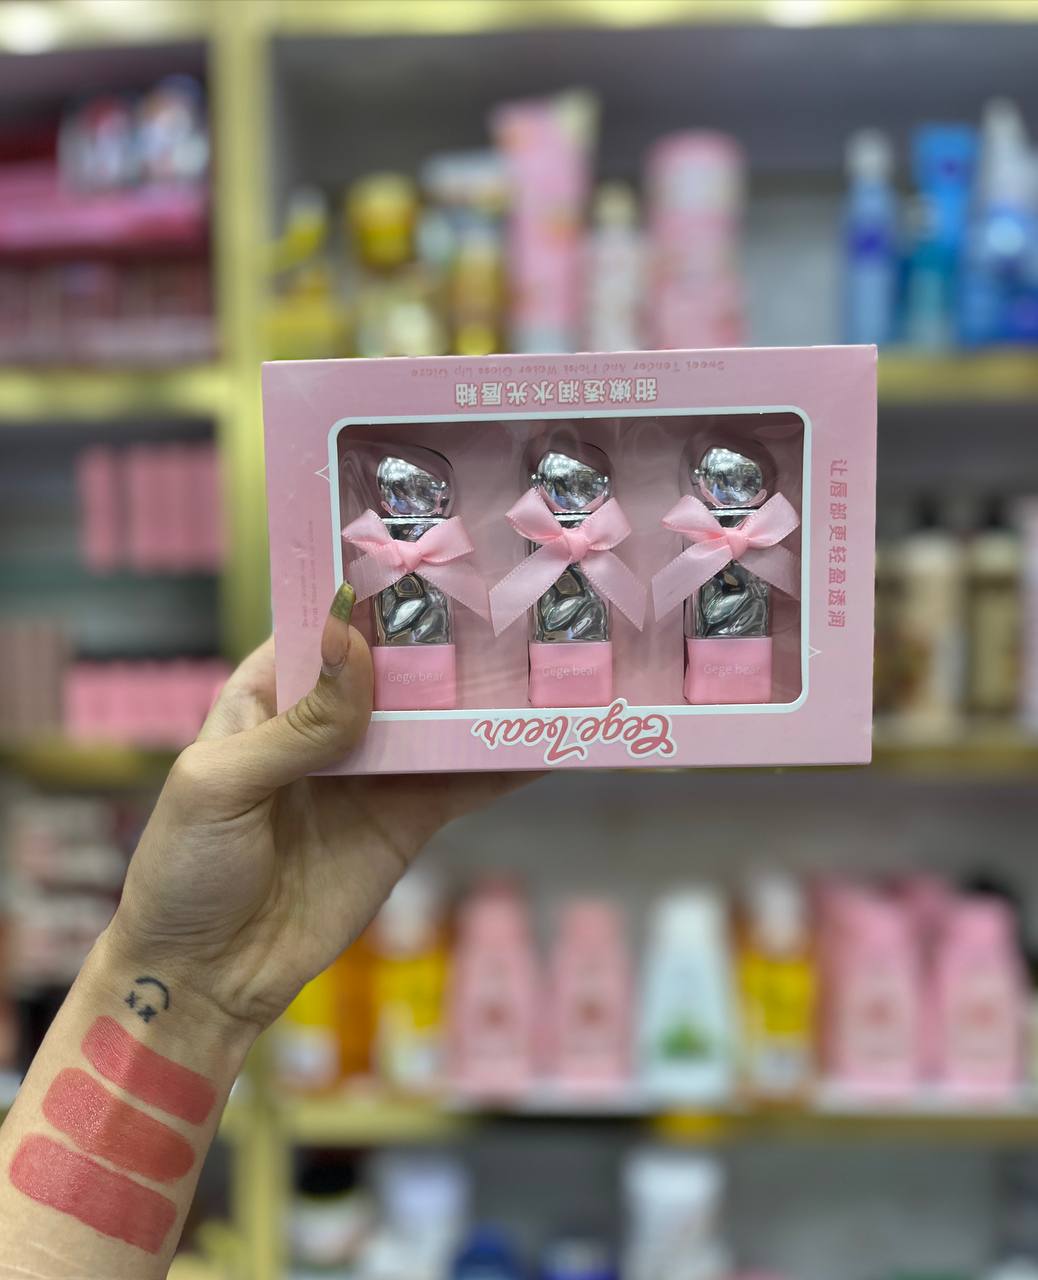 Sweet Tender And Moist Water Gloss Lip Glaze
甜嫩透润水光唇釉
让唇部更轻盈透润
Gege bear
Gege bear
Gege bear
Gege bear